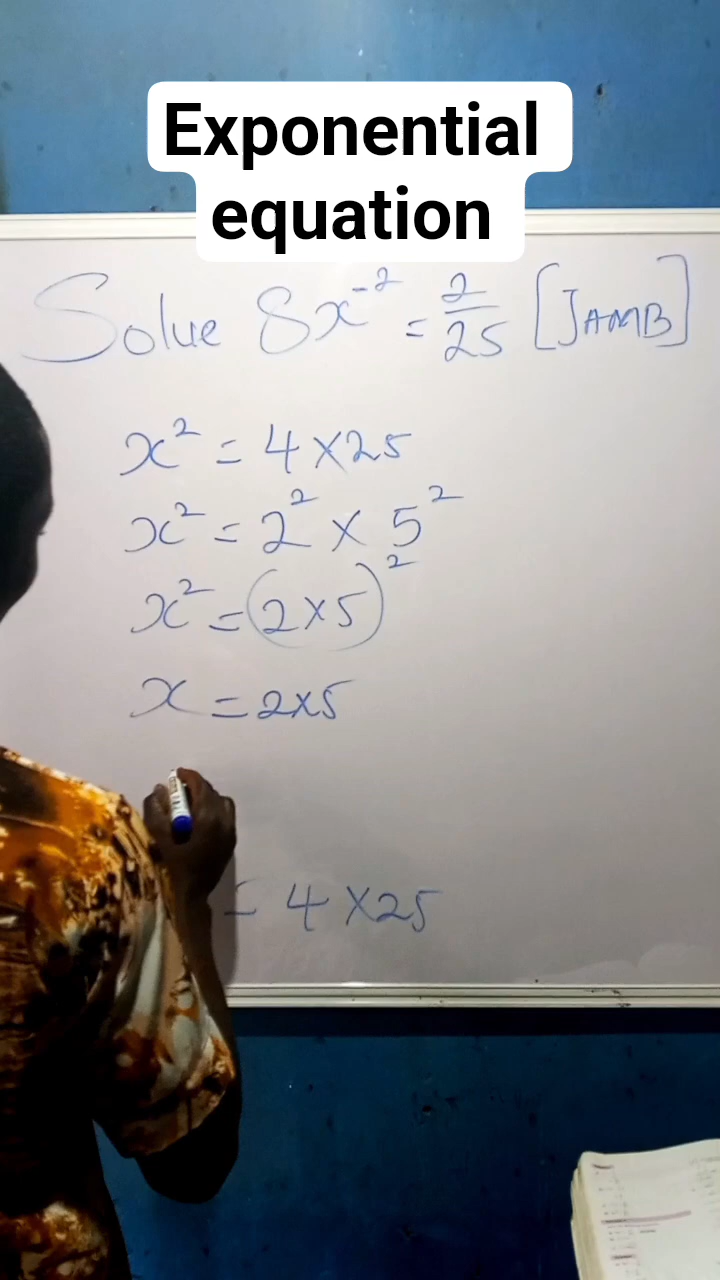 Exponential
equation
Solve 8x⁻² = 2/25 [JAMB]
x² = 4×25
x² = 2² × 5²
x² = (2×5)²
x = 2×5
= 4×25